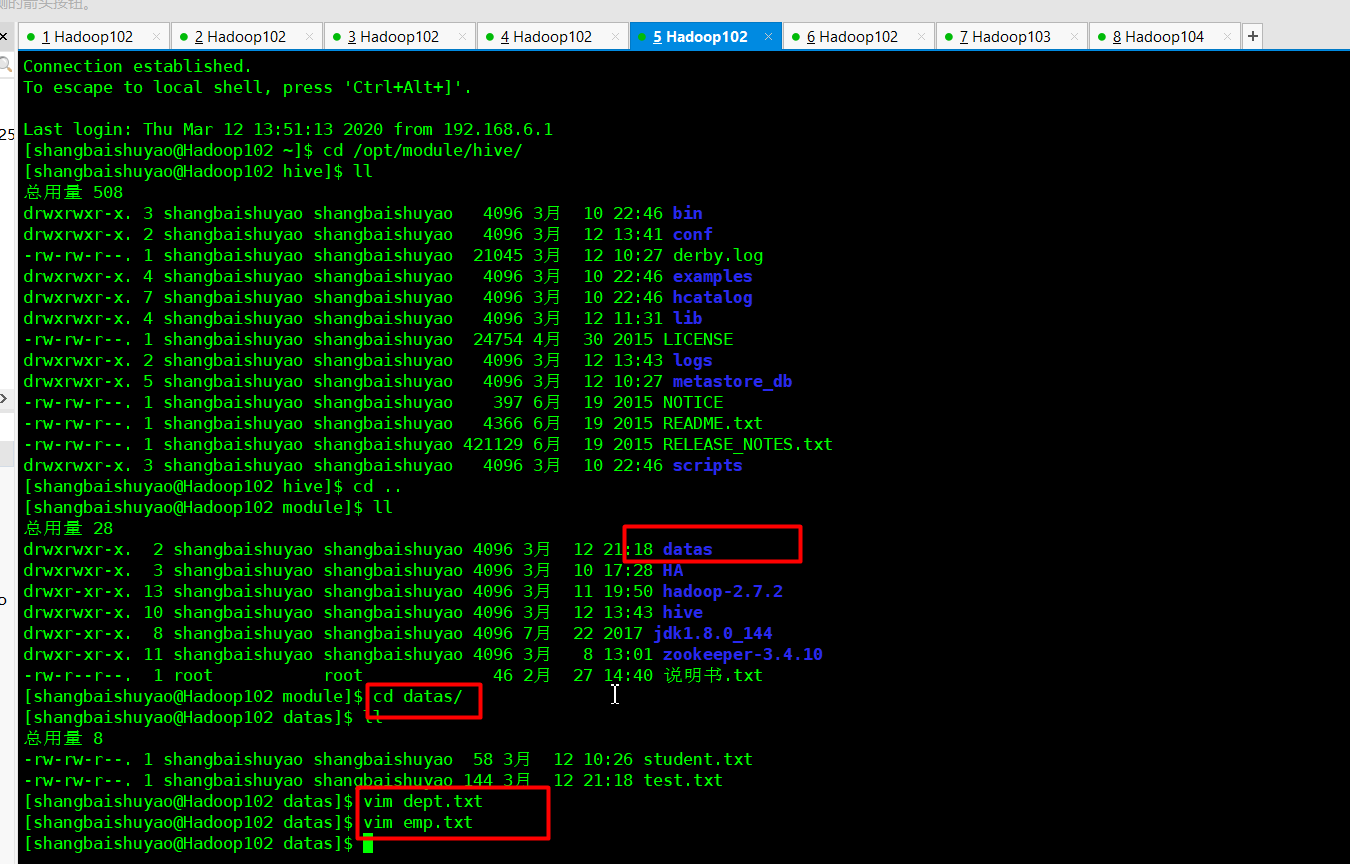 测的箭头按钮。
1 Hadoop102 2 Hadoop102 3 Hadoop102 4 Hadoop102 5 Hadoop102 6 Hadoop102 7 Hadoop103 8 Hadoop104
Connection established.
To escape to local shell, press 'Ctrl+Alt+]'.
25
Last login: Thu Mar 12 13:51:13 2020 from 192.168.6.1
[shangbaishuyao@Hadoop102 ~]$ cd /opt/module/hive/
[shangbaishuyao@Hadoop102 hive]$ ll
总用量 508
drwxrwxr-x. 3 shangbaishuyao shangbaishuyao   4096 3月  10 22:46 bin
drwxrwxr-x. 2 shangbaishuyao shangbaishuyao   4096 3月  12 13:41 conf
-rw-rw-r--. 1 shangbaishuyao shangbaishuyao  21045 3月  12 10:27 derby.log
drwxrwxr-x. 4 shangbaishuyao shangbaishuyao   4096 3月  10 22:46 examples
drwxrwxr-x. 7 shangbaishuyao shangbaishuyao   4096 3月  10 22:46 hcatalog
drwxrwxr-x. 4 shangbaishuyao shangbaishuyao   4096 3月  12 11:31 lib
-rw-rw-r--. 1 shangbaishuyao shangbaishuyao  24754 4月  30 2015 LICENSE
drwxrwxr-x. 2 shangbaishuyao shangbaishuyao   4096 3月  12 13:43 logs
drwxrwxr-x. 5 shangbaishuyao shangbaishuyao   4096 3月  12 10:27 metastore_db
-rw-rw-r--. 1 shangbaishuyao shangbaishuyao    397 6月  19 2015 NOTICE
-rw-rw-r--. 1 shangbaishuyao shangbaishuyao   4366 6月  19 2015 README.txt
-rw-rw-r--. 1 shangbaishuyao shangbaishuyao 421129 6月  19 2015 RELEASE_NOTES.txt
drwxrwxr-x. 3 shangbaishuyao shangbaishuyao   4096 3月  10 22:46 scripts
[shangbaishuyao@Hadoop102 hive]$ cd ..
[shangbaishuyao@Hadoop102 module]$ ll
总用量 28
drwxrwxr-x.  2 shangbaishuyao shangbaishuyao 4096 3月  12 21:18 datas
drwxrwxr-x.  3 shangbaishuyao shangbaishuyao 4096 3月  10 17:28 HA
drwxr-xr-x. 13 shangbaishuyao shangbaishuyao 4096 3月  11 19:50 hadoop-2.7.2
drwxrwxr-x. 10 shangbaishuyao shangbaishuyao 4096 3月  12 13:43 hive
drwxr-xr-x.  8 shangbaishuyao shangbaishuyao 4096 7月  22 2017 jdk1.8.0_144
drwxr-xr-x. 11 shangbaishuyao shangbaishuyao 4096 3月   8 13:01 zookeeper-3.4.10
-rw-r--r--.  1 root           root             46 2月  27 14:40 说明书.txt
[shangbaishuyao@Hadoop102 module]$ cd datas/
[shangbaishuyao@Hadoop102 datas]$ ll
总用量 8
-rw-rw-r--. 1 shangbaishuyao shangbaishuyao  58 3月  12 10:26 student.txt
-rw-rw-r--. 1 shangbaishuyao shangbaishuyao 144 3月  12 21:18 test.txt
[shangbaishuyao@Hadoop102 datas]$ vim dept.txt
[shangbaishuyao@Hadoop102 datas]$ vim emp.txt
[shangbaishuyao@Hadoop102 datas]$